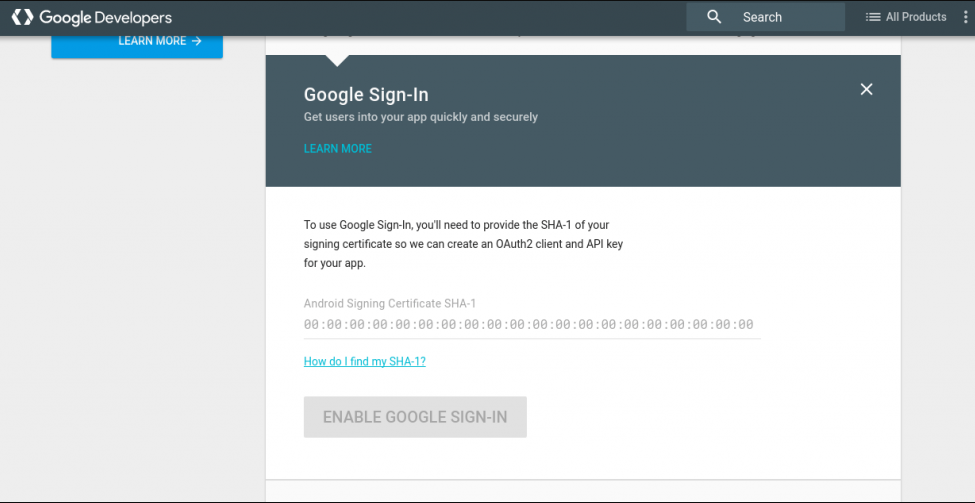 Google Developers
Search
All Products
LEARN MORE →
Google Sign-In
Get users into your app quickly and securely
LEARN MORE
To use Google Sign-In, you'll need to provide the SHA-1 of your
signing certificate so we can create an OAuth2 client and API key
for your app.
Android Signing Certificate SHA-1
00:00:00:00:00:00:00:00:00:00:00:00:00:00:00:00:00:00:00:00
How do I find my SHA-1?
ENABLE GOOGLE SIGN-IN